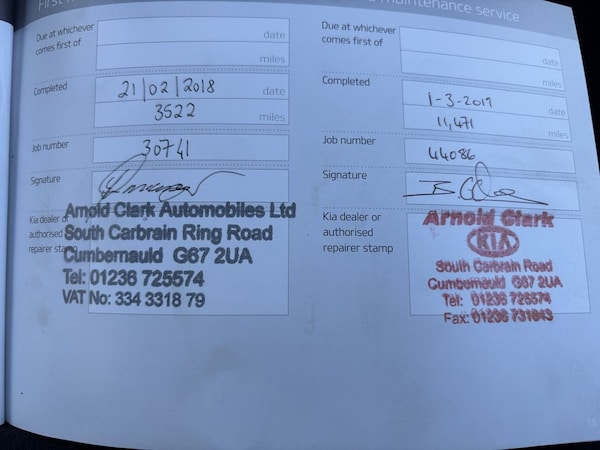 First
maintenance service
Due at whichever
comes first of
date
miles
Completed
21/02/2018
date
3522
miles
Job number
30741
Signature
Kia dealer or
authorised
repairer stamp
Arnold Clark Automobiles Ltd
South Carbrain Ring Road
Cumbernauld G67 2UA
Tel: 01236 725574
VAT No: 334 3318 79
Due at whichever
comes first of
date
miles
Completed
1-3-2019
date
11,471
miles
Job number
44086
Signature
Kia dealer or
authorised
repairer stamp
Arnold Clark
KIA
South Carbrain Road
Cumbernauld G67 2UA
Tel: 01236 725574
Fax: 01236 731843